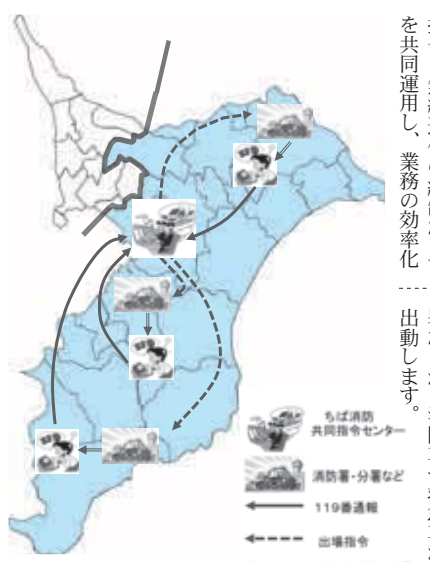 を共同運用し、業務の効率化
出動します。
ちば消防
共同指令センター
消防署・分署など
119番通報
出場指令